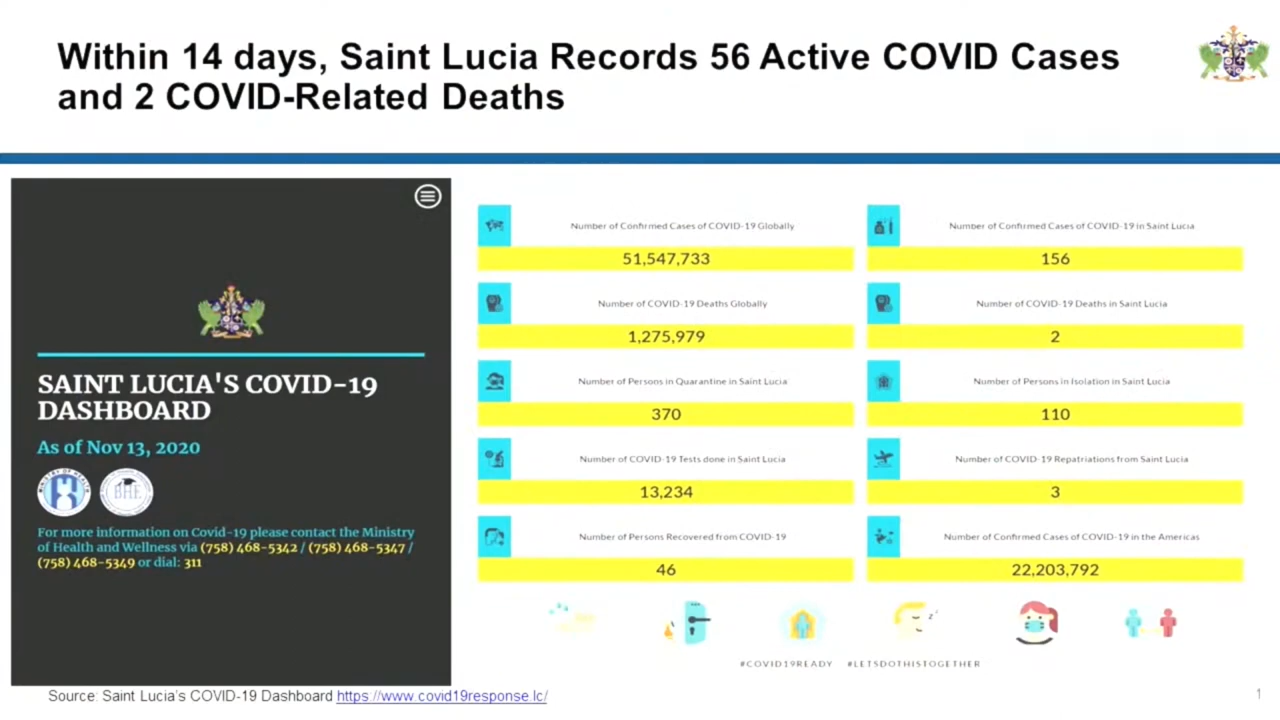 Within 14 days, Saint Lucia Records 56 Active COVID Cases
and 2 COVID-Related Deaths
SAINT LUCIA'S COVID-19
DASHBOARD
As of Nov 13, 2020
MINISTRY OF HEALTH
BHE
For more information on Covid-19 please contact the Ministry
of Health and Wellness via (758) 468-5342 / (758) 468-5347 /
(758) 468-5349 or dial: 311
Number of Confirmed Cases of COVID-19 Globally
51,547,733
Number of Confirmed Cases of COVID-19 in Saint Lucia
156
Number of COVID-19 Deaths Globally
1,275,979
Number of COVID-19 Deaths in Saint Lucia
2
Number of Persons in Quarantine in Saint Lucia
370
Number of Persons in Isolation in Saint Lucia
110
Number of COVID-19 Tests done in Saint Lucia
13,234
Number of COVID-19 Repatriations from Saint Lucia
3
Number of Persons Recovered from COVID-19
46
Number of Confirmed Cases of COVID-19 in the Americas
22,203,792
#COVID19READY #LETSDOTHISTOGETHER
Source: Saint Lucia's COVID-19 Dashboard https://www.covid19response.lc/
1